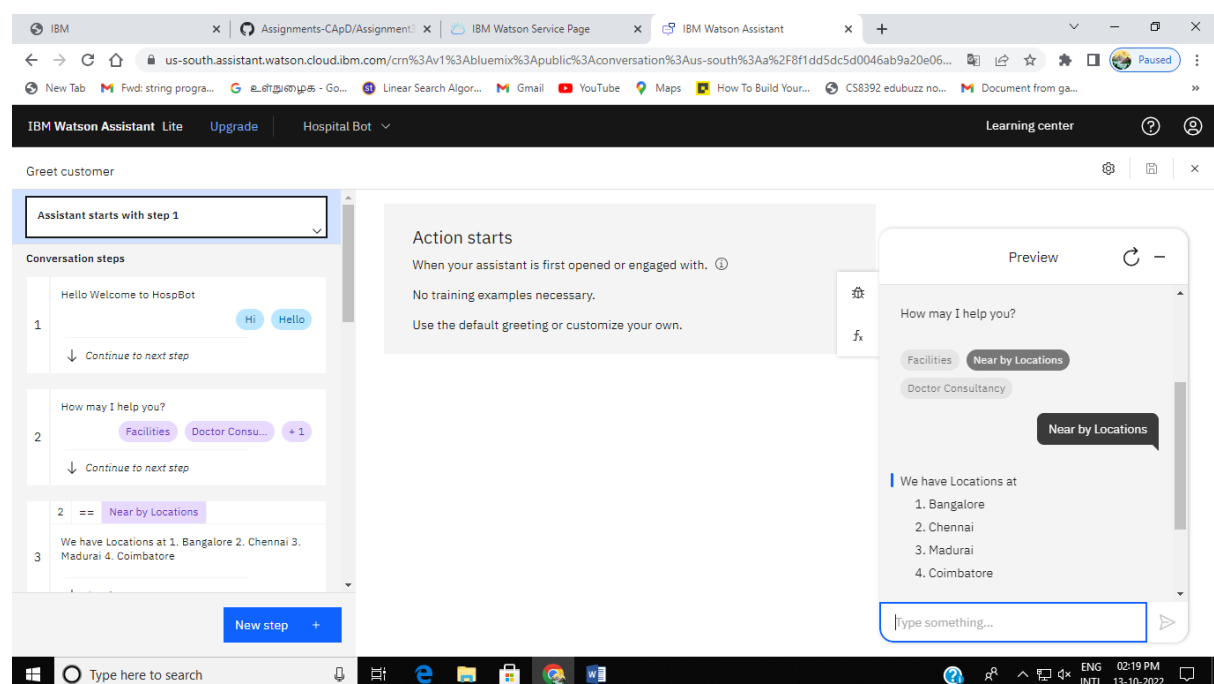 IBM
Assignments-CApD/Assignment3
IBM Watson Service Page
IBM Watson Assistant
us-south.assistant.watson.cloud.ibm.com/crn%3Av1%3Abluemix%3Apublic%3Aconversation%3Aus-south%3Aa%2F8f1dd5dc5d0046ab9a20e06...
Paused
New Tab
Fwd: string progra...
உள்நுழைக - Go...
Linear Search Algor...
Gmail
YouTube
Maps
How To Build Your...
CS8392 edubuzz no...
Document from ga...
»
IBM Watson Assistant Lite
Upgrade
Hospital Bot
Learning center
Greet customer
Assistant starts with step 1
Conversation steps
1
Hello Welcome to HospBot
Hi Hello
Continue to next step
2
How may I help you?
Facilities Doctor Consu... + 1
Continue to next step
3
2 == Near by Locations
We have Locations at 1. Bangalore 2. Chennai 3.
Madurai 4. Coimbatore
New step +
Action starts
When your assistant is first opened or engaged with.
No training examples necessary.
Use the default greeting or customize your own.
Preview
How may I help you?
Facilities Near by Locations
Doctor Consultancy
Near by Locations
We have Locations at
1. Bangalore
2. Chennai
3. Madurai
4. Coimbatore
Type something...
Type here to search
ENG
INTL
02:19 PM
13-10-2022